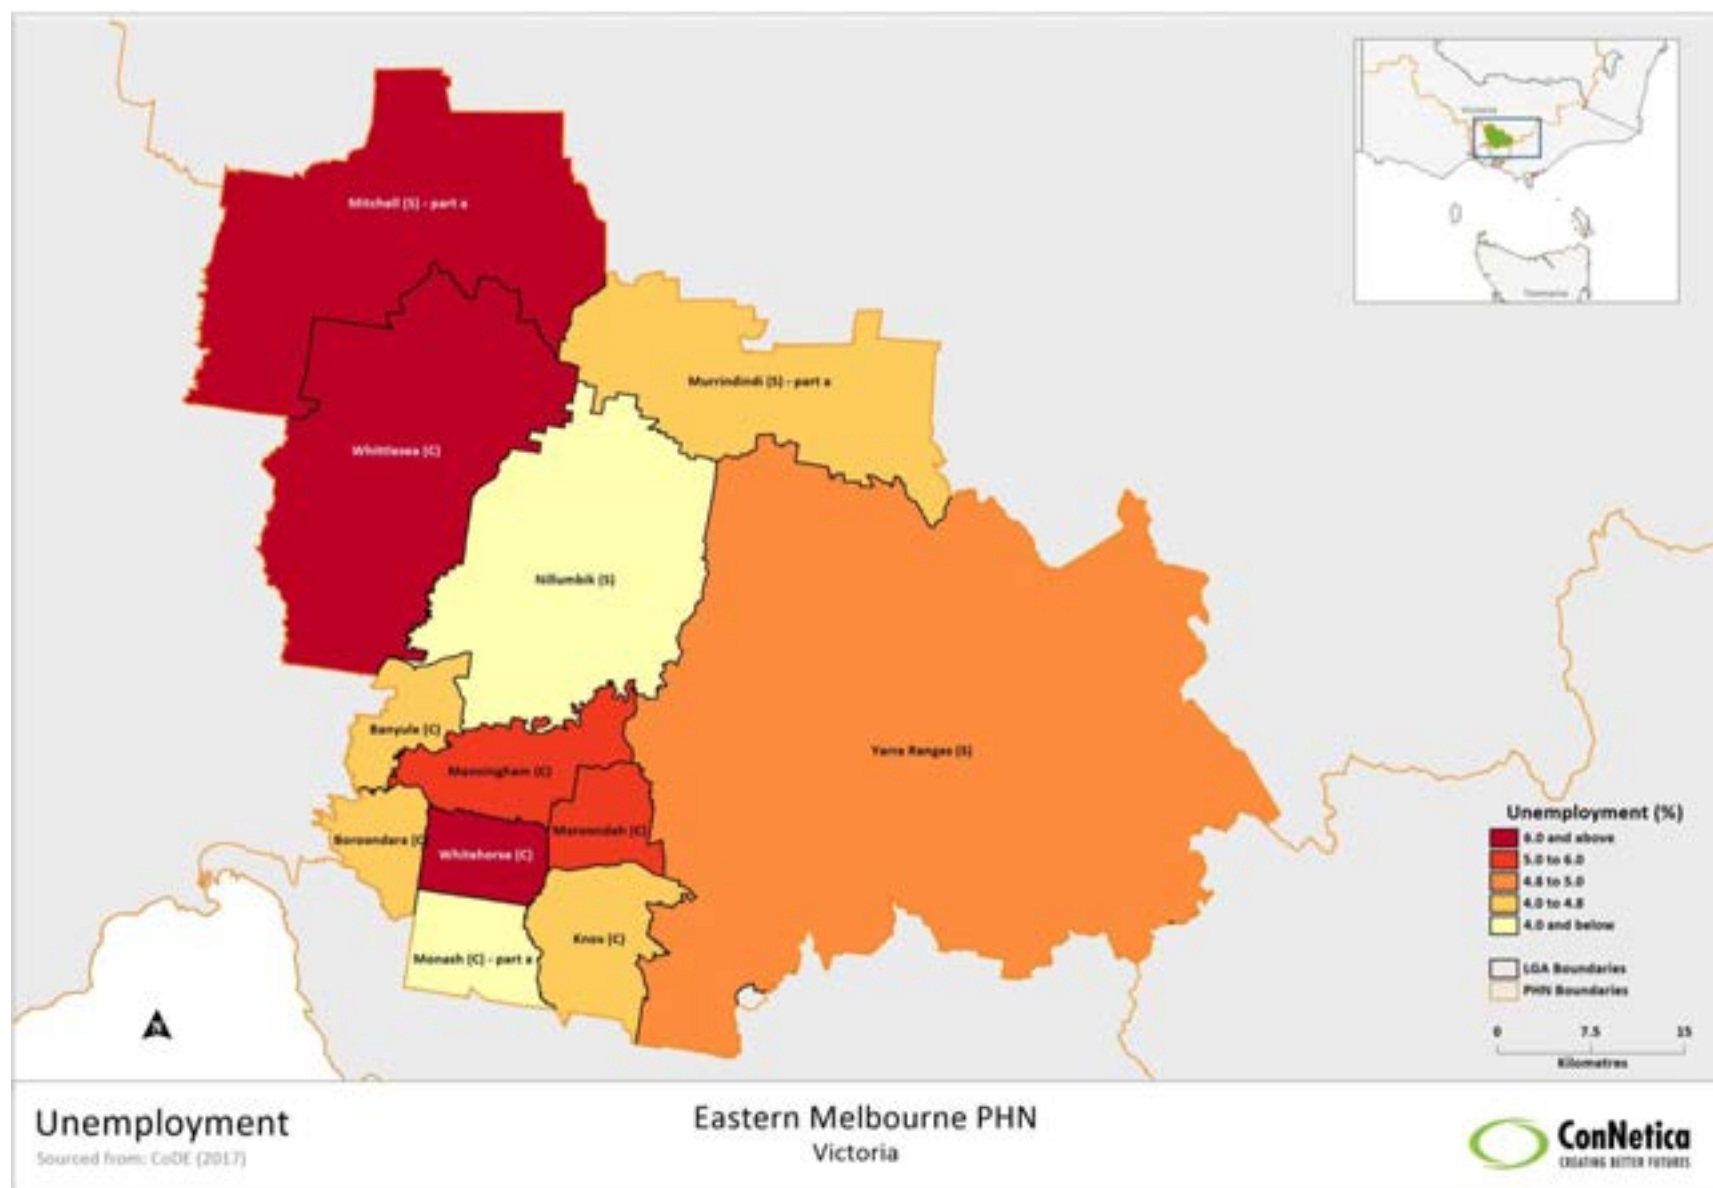 Victoria
Tasmania
Mitchell (S) - part a
Murrindindi (S) - part a
Whittlesea (C)
Nillumbik (S)
Banyule (C)
Yarra Ranges (S)
Manningham (C)
Maroondah (C)
Boroondara (C
Whitehorse (C)
Knox (C)
Monash (C) - part a
Unemployment (%)
6.0 and above
5.0 to 6.0
4.8 to 5.0
4.0 to 4.8
4.0 and below
LGA Boundaries
PHN Boundaries
0 7.5 15
Kilometres
N
Unemployment
Sourced from: CoDE (2017)
Eastern Melbourne PHN
Victoria
ConNetica
CREATING BETTER FUTURES